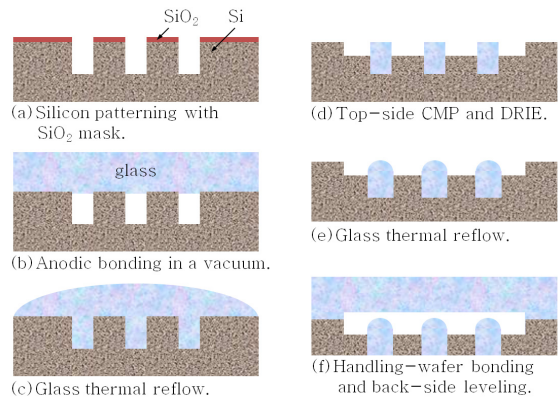 SiO2 Si
(a) Silicon patterning with
SiO2 mask.
glass
(b) Anodic bonding in a vacuum.
(c) Glass thermal reflow.
(d) Top-side CMP and DRIE.
(e) Glass thermal reflow.
(f) Handling-wafer bonding
and back-side leveling.